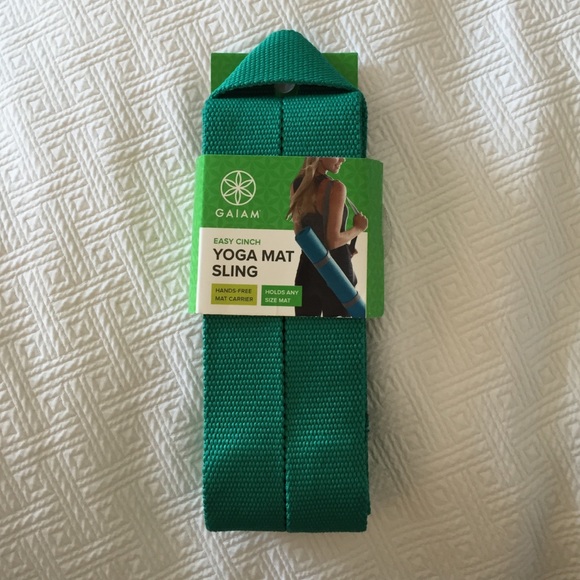 GAIAM
EASY CINCH
YOGA MAT
SLING
HANDS-FREE
MAT CARRIER
HOLDS ANY
SIZE MAT